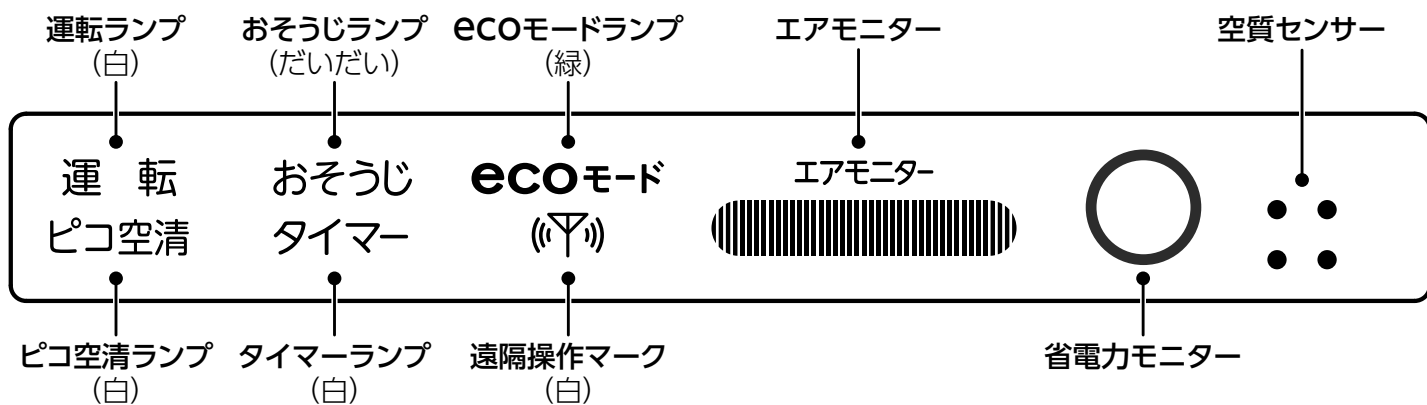 運転ランプ
（白）
おそうじランプ
（だいだい）
ecoモードランプ
（緑）
エアモニター
空質センサー
運 転
おそうじ
ecoモード
エアモニター
ピコ空清
タイマー
ピコ空清ランプ
（白）
タイマーランプ
（白）
遠隔操作マーク
（白）
省電力モニター